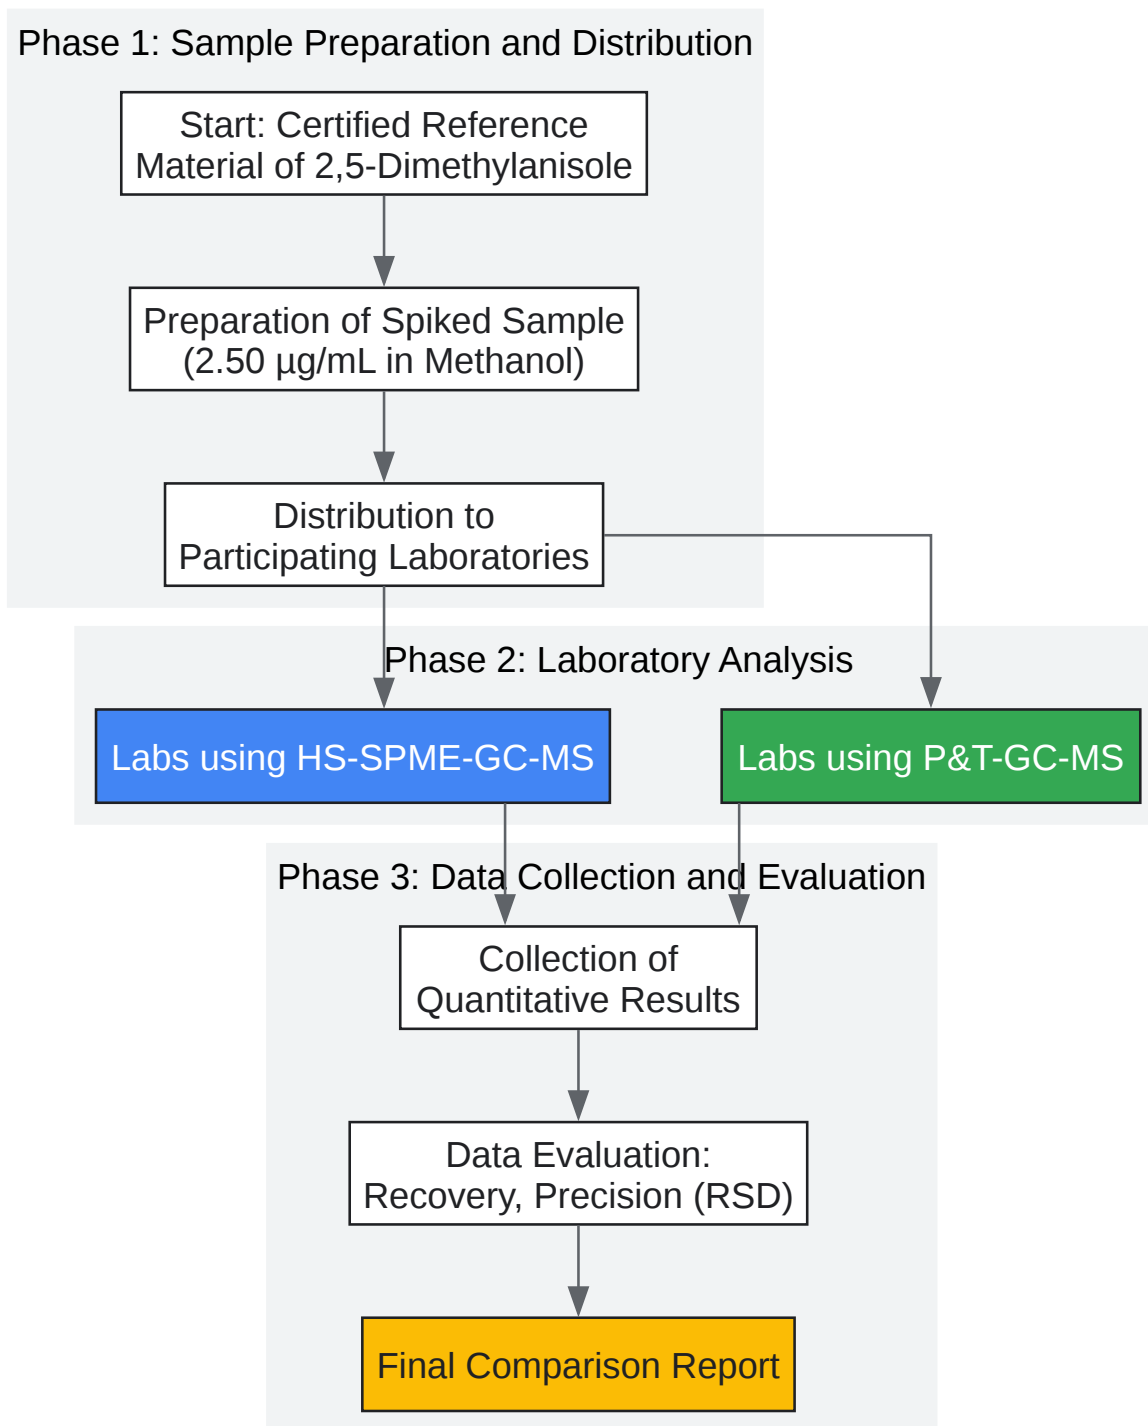 Phase 1: Sample Preparation and Distribution
Start: Certified Reference
Material of 2,5-Dimethylanisole
Preparation of Spiked Sample
(2.50 µg/mL in Methanol)
Distribution to
Participating Laboratories
Phase 2: Laboratory Analysis
Labs using HS-SPME-GC-MS
Labs using P&T-GC-MS
Phase 3: Data Collection and Evaluation
Collection of
Quantitative Results
Data Evaluation:
Recovery, Precision (RSD)
Final Comparison Report